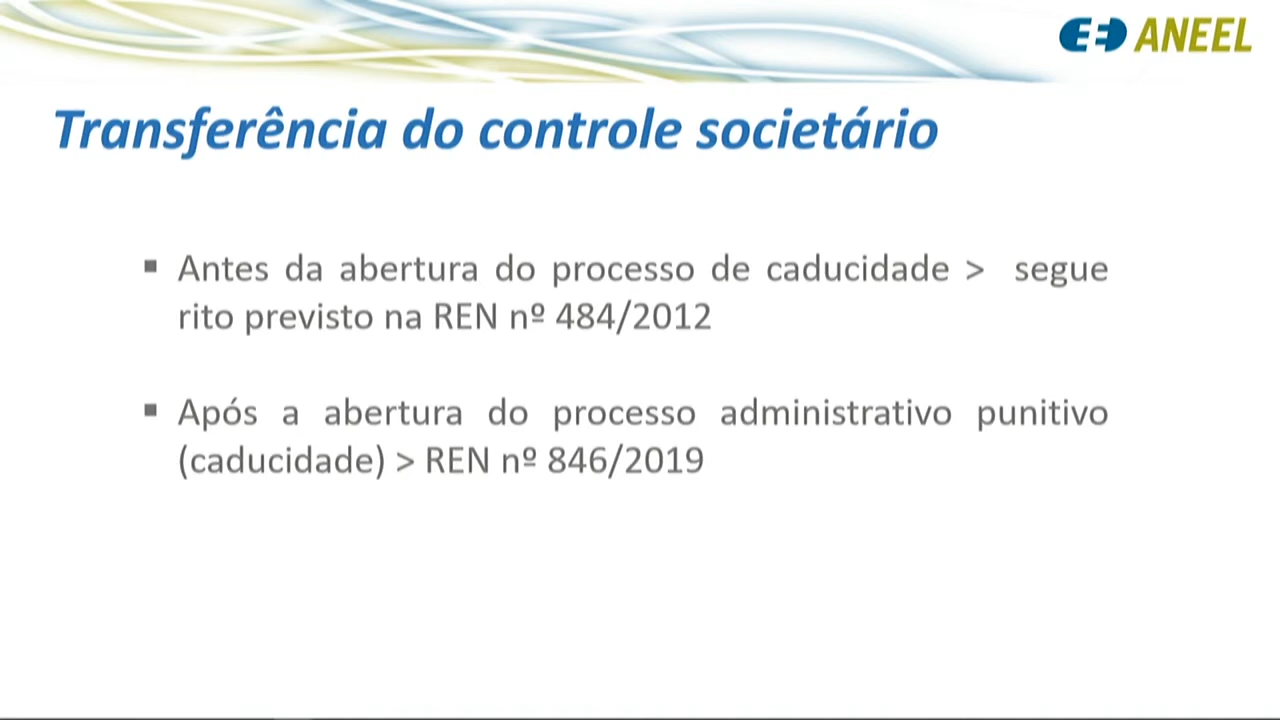 ANEEL
Transferência do controle societário
▪ Antes da abertura do processo de caducidade > segue
rito previsto na REN nº 484/2012
▪ Após a abertura do processo administrativo punitivo
(caducidade) > REN nº 846/2019